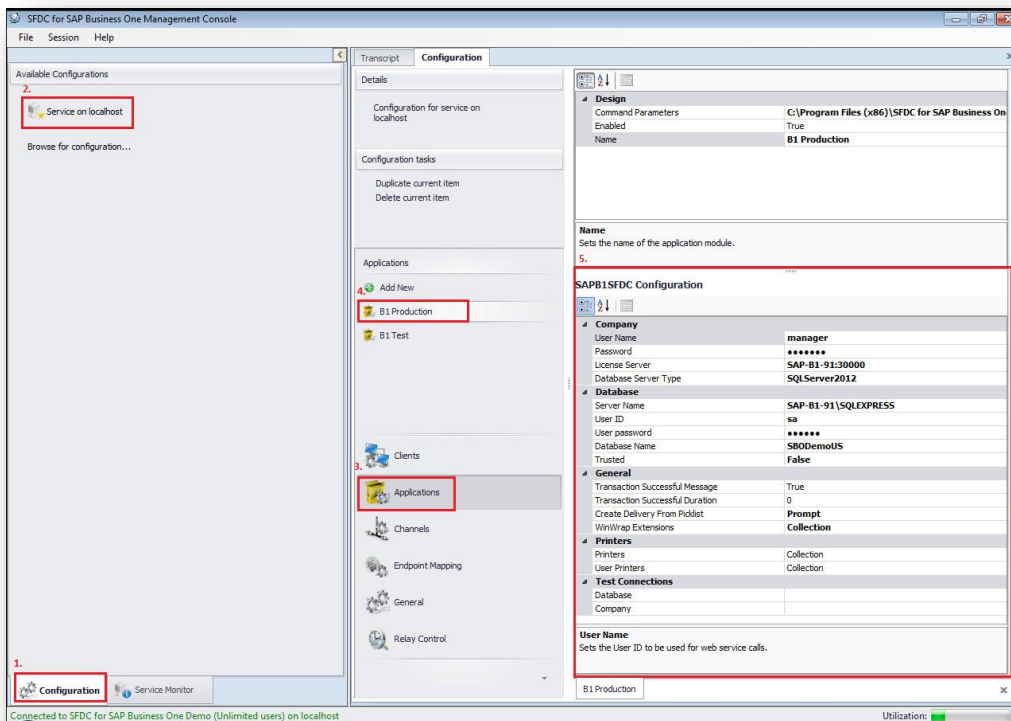 SFDC for SAP Business One Management Console
File Session Help
Available Configurations
2.
Service on localhost
Browse for configuration...
1.
Configuration
Service Monitor
Transcript
Configuration
Details
Configuration for service on
localhost
Configuration tasks
Duplicate current item
Delete current item
Applications
Add New
4.
B1 Production
B1 Test
Clients
3.
Applications
Channels
Endpoint Mapping
General
Relay Control
Design
Command Parameters C:\Program Files (x86)\SFDC for SAP Business On
Enabled True
Name B1 Production
Name
Sets the name of the application module.
5.
SAPB1SFDC Configuration
Company
User Name manager
Password ●●●●●●●
License Server SAP-B1-91:30000
Database Server Type SQLServer2012
Database
Server Name SAP-B1-91\SQLEXPRESS
User ID sa
User password ●●●●●●
Database Name SBODemoUS
Trusted False
General
Transaction Successful Message True
Transaction Successful Duration 0
Create Delivery From Picklist Prompt
WinWrap Extensions Collection
Printers
Printers Collection
User Printers Collection
Test Connections
Database
Company
User Name
Sets the User ID to be used for web service calls.
B1 Production
Connected to SFDC for SAP Business One Demo (Unlimited users) on localhost
Utilization: